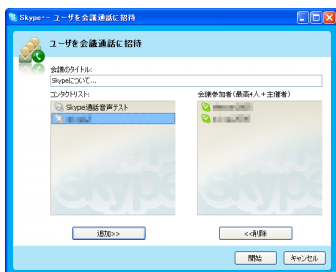 Skype™ - ユーザを会議通話に招待
ユーザを会議通話に招待
会議のタイトル:
Skypeについて...
コンタクトリスト:
会議参加者(最高4人+主催者)
Skype通話音声テスト
skype
skype
追加>>
<<削除
開始
キャンセル